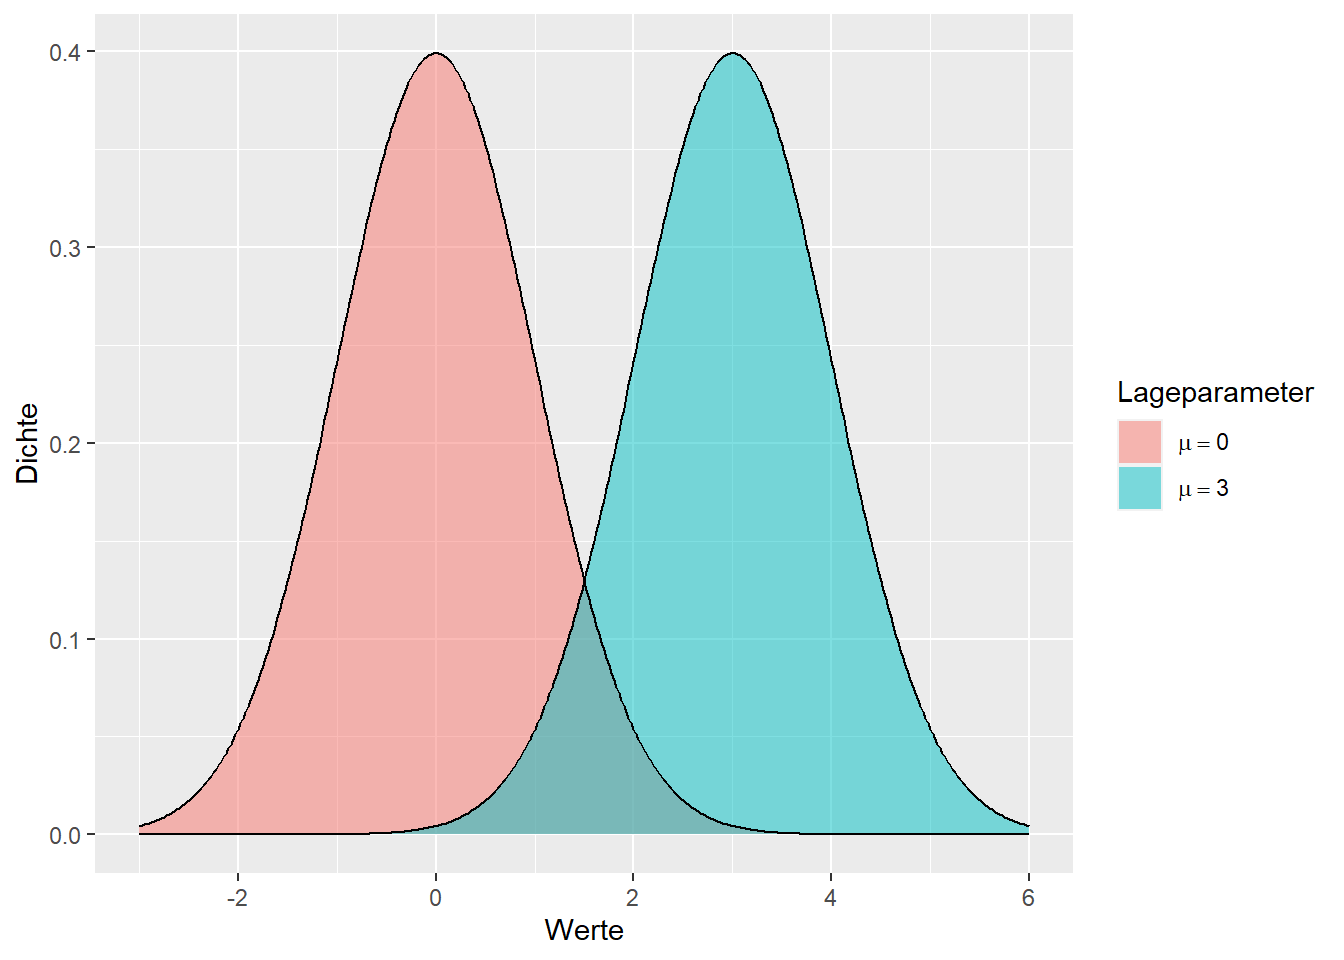 0.4
0.3
0.2
0.1
0.0
Dichte
-2 0 2 4 6
Werte
Lageparameter
μ = 0
μ = 3